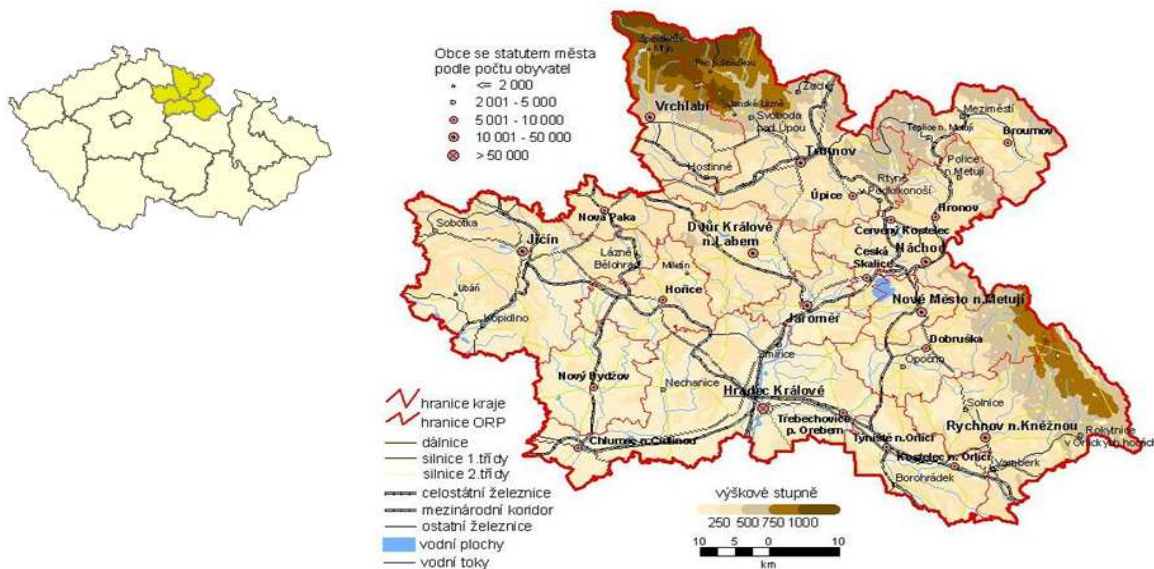 Obce se statutem města
podle počtu obyvatel
<= 2 000
2 001 - 5 000
5 001 - 10 000
10 001 - 50 000
> 50 000
Mlýn
Vrchlabí
Janské Lázně
Svoboda
nad Úpou
Žacléř
Trutnov
Hostinné
Meziměstí
Teplice n. Metují
Broumov
Police
n. Metují
Rtyně
v Podkrkonoší
Úpice
Hronov
Červený Kostelec
Sobotka
Nová Paka
Jičín
Lázně
Bělohrad
Miletín
Dvůr Králové
n.Labem
Česká
Skalice
Náchod
Libáň
Kopidlno
Hořice
Jaroměř
Nové Město n.Metují
Smiřice
Dobruška
Opočno
Nový Bydžov
Nechanice
Hradec Králové
Třebechovice
p. Orebem
Solnice
Rychnov n.Kněžnou
Rokytnice
v Orlických horách
Chlumec n.Cidlinou
Týniště n.Orlicí
Kostelec n. Orlicí
Vamberk
Borohrádek
hranice kraje
hranice ORP
dálnice
silnice 1.třídy
silnice 2.třídy
celostátní železnice
mezinárodní koridor
ostatní železnice
vodní plochy
vodní toky
výškové stupně
250 500 750 1000
10 5 0 10
km